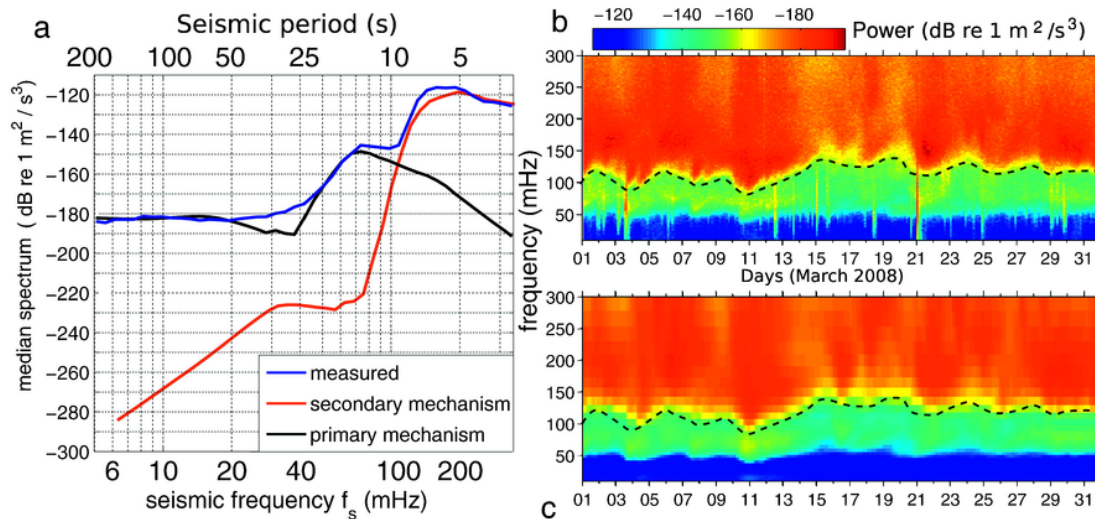 a
Seismic period (s)
200 100 50 25 10 5
median spectrum ( dB re 1 m² / s³)
−120
−140
−160
−180
−200
−220
−240
−260
−280
−300
measured
secondary mechanism
primary mechanism
6 10 20 40 100 200
seismic frequency f_s (mHz)
b
−120 −140 −160 −180
Power (dB re 1 m²/s³)
frequency (mHz)
300
250
200
150
100
50
01 03 05 07 09 11 13 15 17 19 21 23 25 27 29 31
Days (March 2008)
300
250
200
150
100
50
01 03 05 07 09 11 13 15 17 19 21 23 25 27 29 31
c